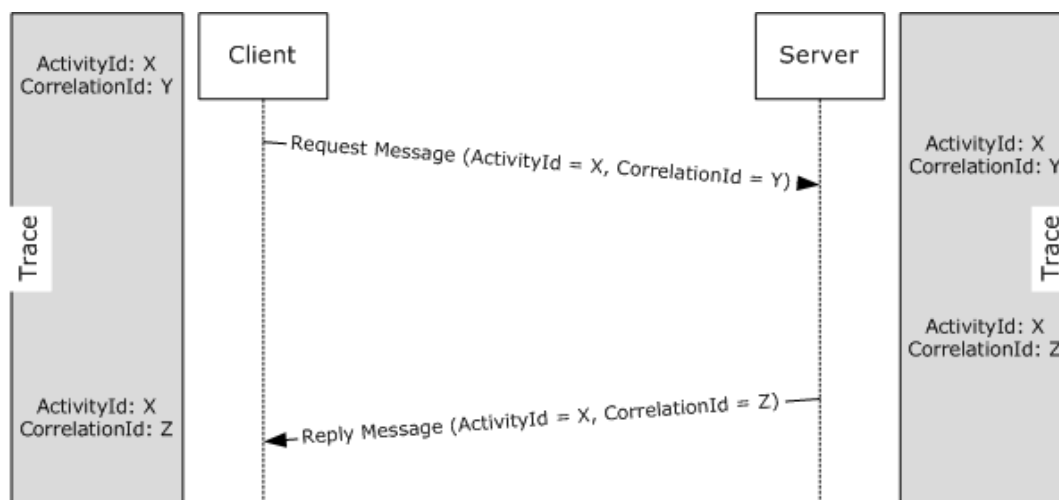 Client
Server
ActivityId: X
CorrelationId: Y
Request Message (ActivityId = X, CorrelationId = Y)
ActivityId: X
CorrelationId: Y
Trace
Trace
ActivityId: X
CorrelationId: Z
ActivityId: X
CorrelationId: Z
Reply Message (ActivityId = X, CorrelationId = Z)